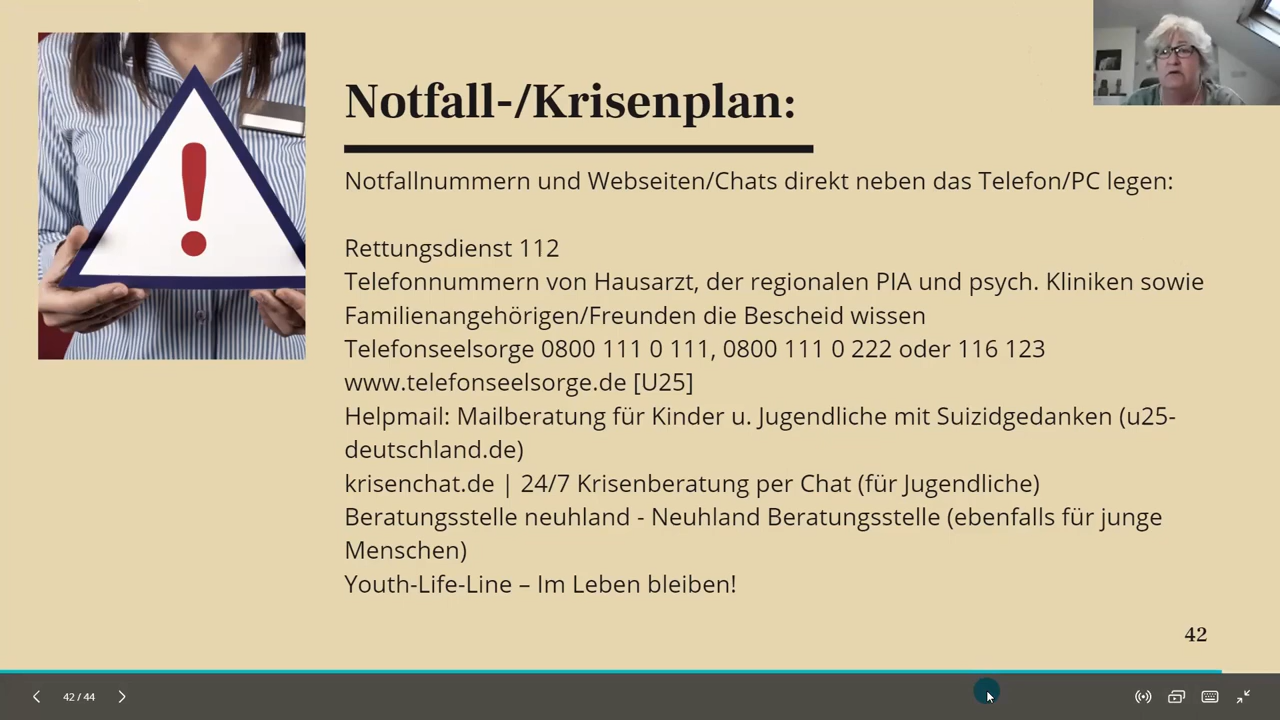 Notfall-/Krisenplan:
Notfallnummern und Webseiten/Chats direkt neben das Telefon/PC legen:
Rettungsdienst 112
Telefonnummern von Hausarzt, der regionalen PIA und psych. Kliniken sowie
Familienangehörigen/Freunden die Bescheid wissen
Telefonseelsorge 0800 111 0 111, 0800 111 0 222 oder 116 123
www.telefonseelsorge.de [U25]
Helpmail: Mailberatung für Kinder u. Jugendliche mit Suizidgedanken (u25-
deutschland.de)
krisenchat.de | 24/7 Krisenberatung per Chat (für Jugendliche)
Beratungsstelle neuhland - Neuhland Beratungsstelle (ebenfalls für junge
Menschen)
Youth-Life-Line – Im Leben bleiben!
42
42 / 44